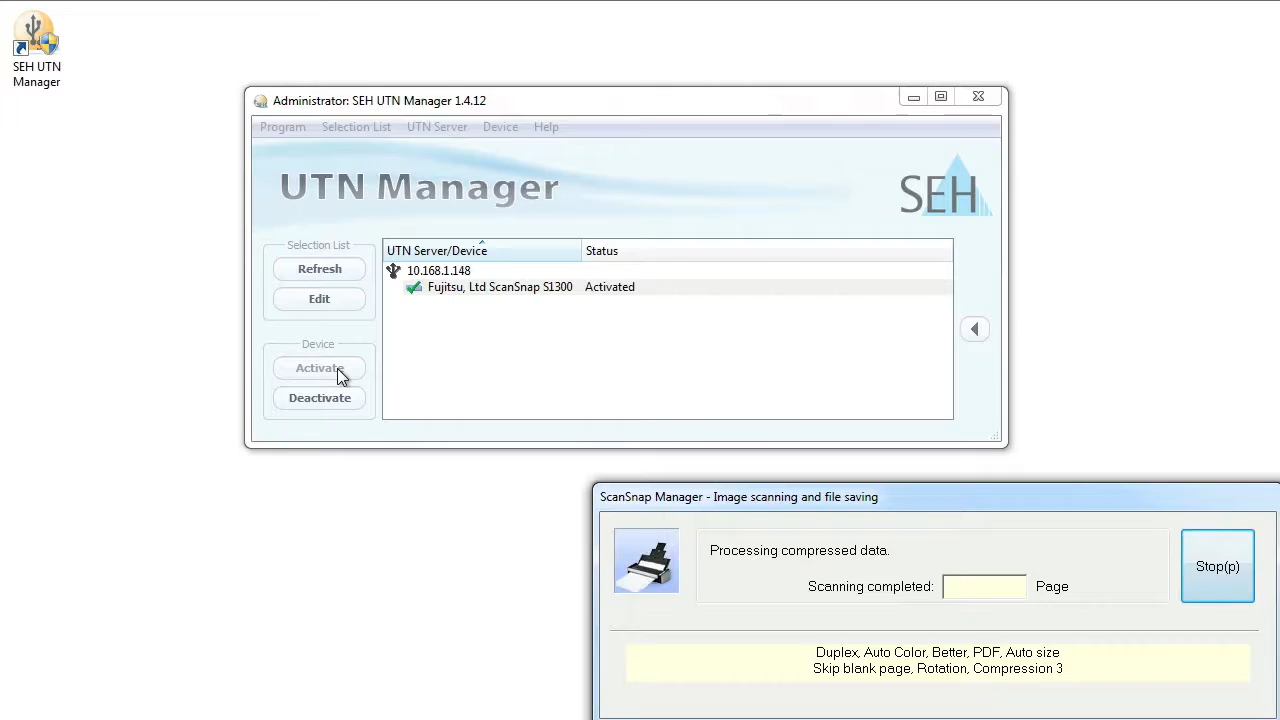 SEH UTN
Manager
Administrator: SEH UTN Manager 1.4.12
Program Selection List UTN Server Device Help
UTN Manager
SEH
Selection List
Refresh
Edit
Device
Activate
Deactivate
UTN Server/Device Status
10.168.1.148
Fujitsu, Ltd ScanSnap S1300 Activated
ScanSnap Manager - Image scanning and file saving
Processing compressed data.
Scanning completed: Page
Stop(p)
Duplex, Auto Color, Better, PDF, Auto size
Skip blank page, Rotation, Compression 3